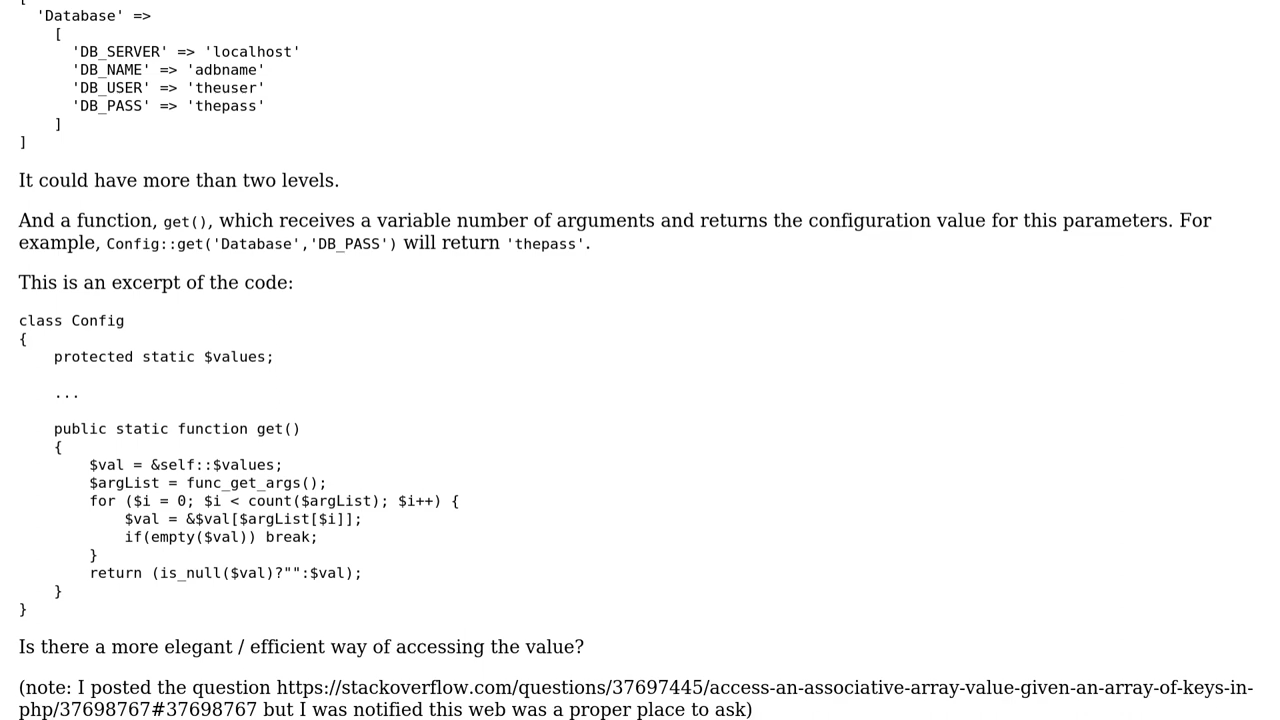 [
  'Database' =>
    [
      'DB_SERVER' => 'localhost'
      'DB_NAME' => 'adbname'
      'DB_USER' => 'theuser'
      'DB_PASS' => 'thepass'
    ]
]
It could have more than two levels.
And a function, get(), which receives a variable number of arguments and returns the configuration value for this parameters. For
example, Config::get('Database','DB_PASS') will return 'thepass'.
This is an excerpt of the code:
class Config
{
    protected static $values;
    ...
    public static function get()
    {
        $val = &self::$values;
        $argList = func_get_args();
        for ($i = 0; $i < count($argList); $i++) {
            $val = &$val[$argList[$i]];
            if(empty($val)) break;
        }
        return (is_null($val)?"":$val);
    }
}
Is there a more elegant / efficient way of accessing the value?
(note: I posted the question https://stackoverflow.com/questions/37697445/access-an-associative-array-value-given-an-array-of-keys-in-
php/37698767#37698767 but I was notified this web was a proper place to ask)